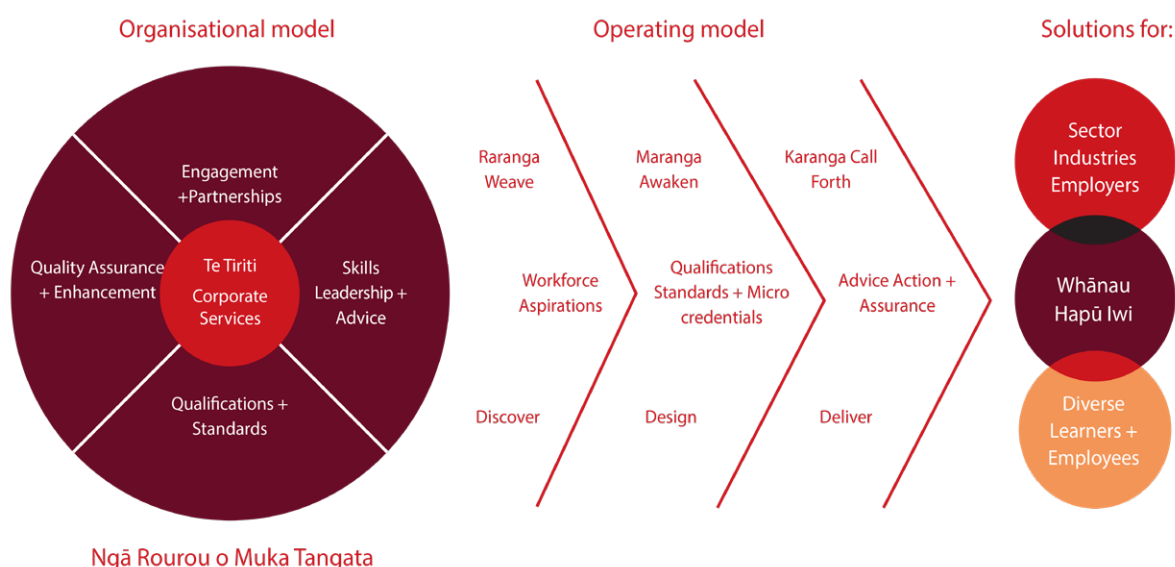 Organisational model
Engagement
+Partnerships
Quality Assurance
+ Enhancement
Te Tiriti
Corporate
Services
Skills
Leadership +
Advice
Qualifications +
Standards
Ngā Rourou o Muka Tangata
Operating model
Raranga
Weave
Maranga
Awaken
Karanga Call
Forth
Workforce
Aspirations
Qualifications
Standards + Micro
credentials
Advice Action +
Assurance
Discover
Design
Deliver
Solutions for:
Sector
Industries
Employers
Whānau
Hapū Iwi
Diverse
Learners +
Employees